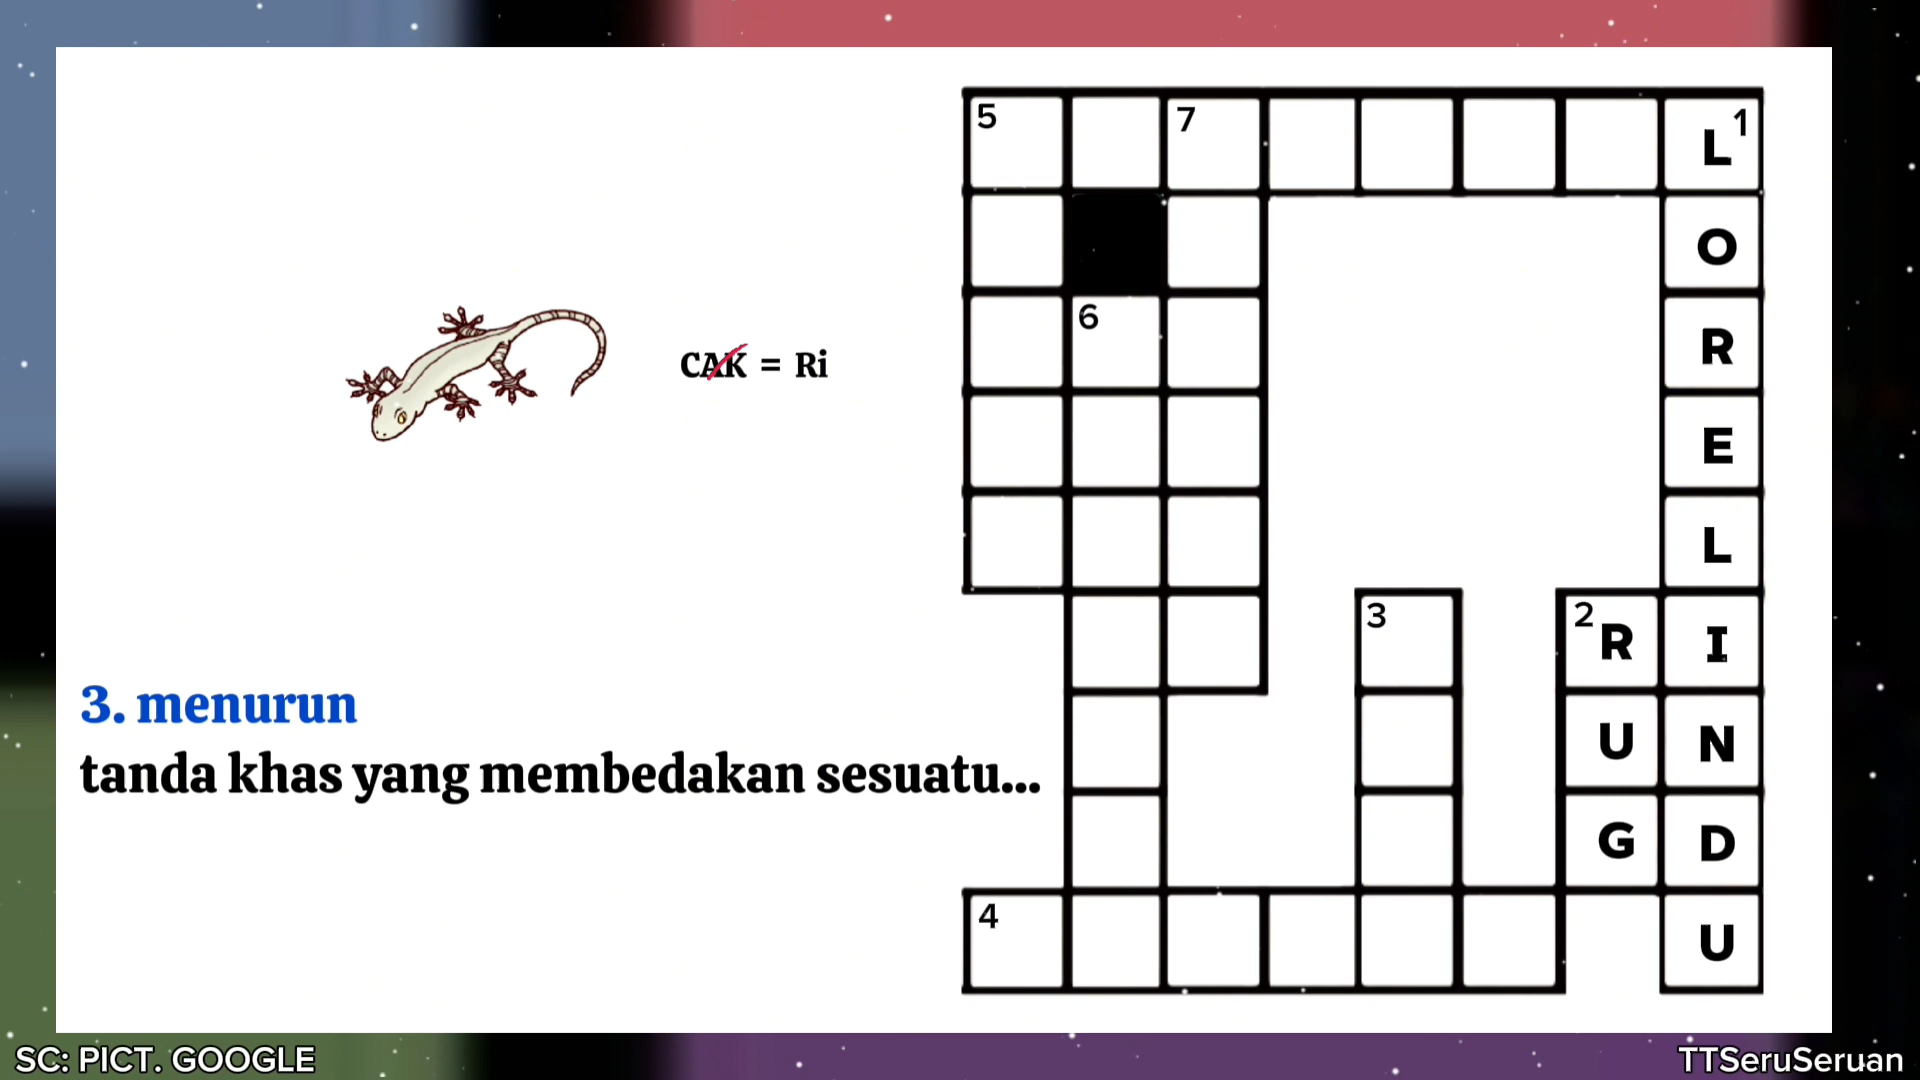 5 7 L 1
O
6 R
CAK = Ri
E
L
3 2 R I
3. menurun
U N
tanda khas yang membedakan sesuatu...
G D
4 U
SC: PICT. GOOGLE
TTSeruSeruan